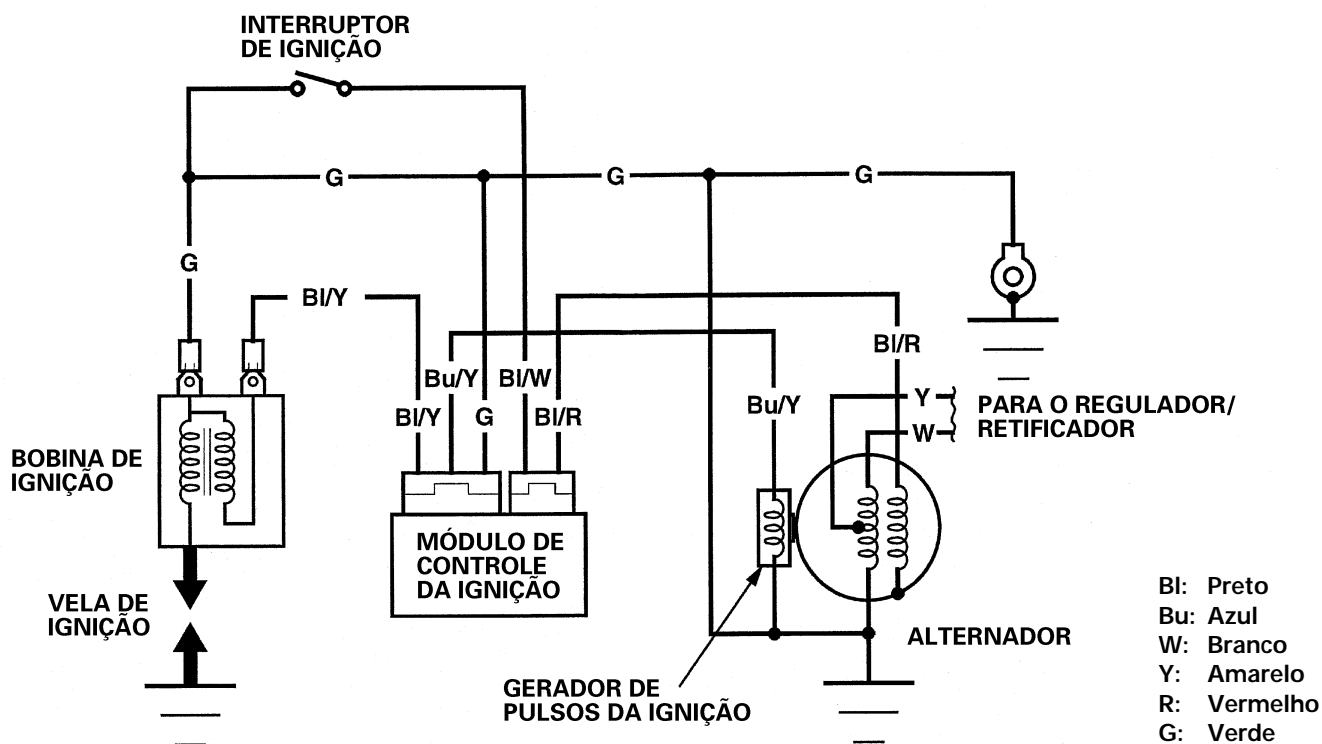 INTERRUPTOR
DE IGNIÇÃO
G
G
G
G
Bl/Y
Bl/R
Bu/Y
Bl/W
Bl/Y
G
Bl/R
Bu/Y
Y
W
PARA O REGULADOR/
RETIFICADOR
BOBINA DE
IGNIÇÃO
MÓDULO DE
CONTROLE
DA IGNIÇÃO
VELA DE
IGNIÇÃO
ALTERNADOR
GERADOR DE
PULSOS DA IGNIÇÃO
Bl: Preto
Bu: Azul
W: Branco
Y: Amarelo
R: Vermelho
G: Verde